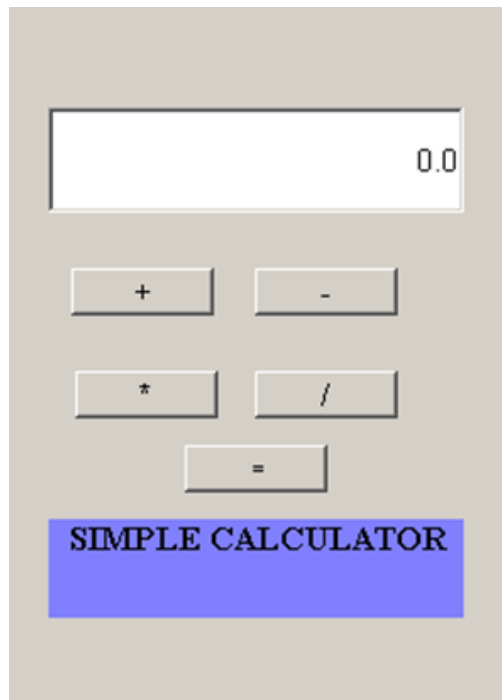 0.0
+ -
* /
=
SIMPLE CALCULATOR